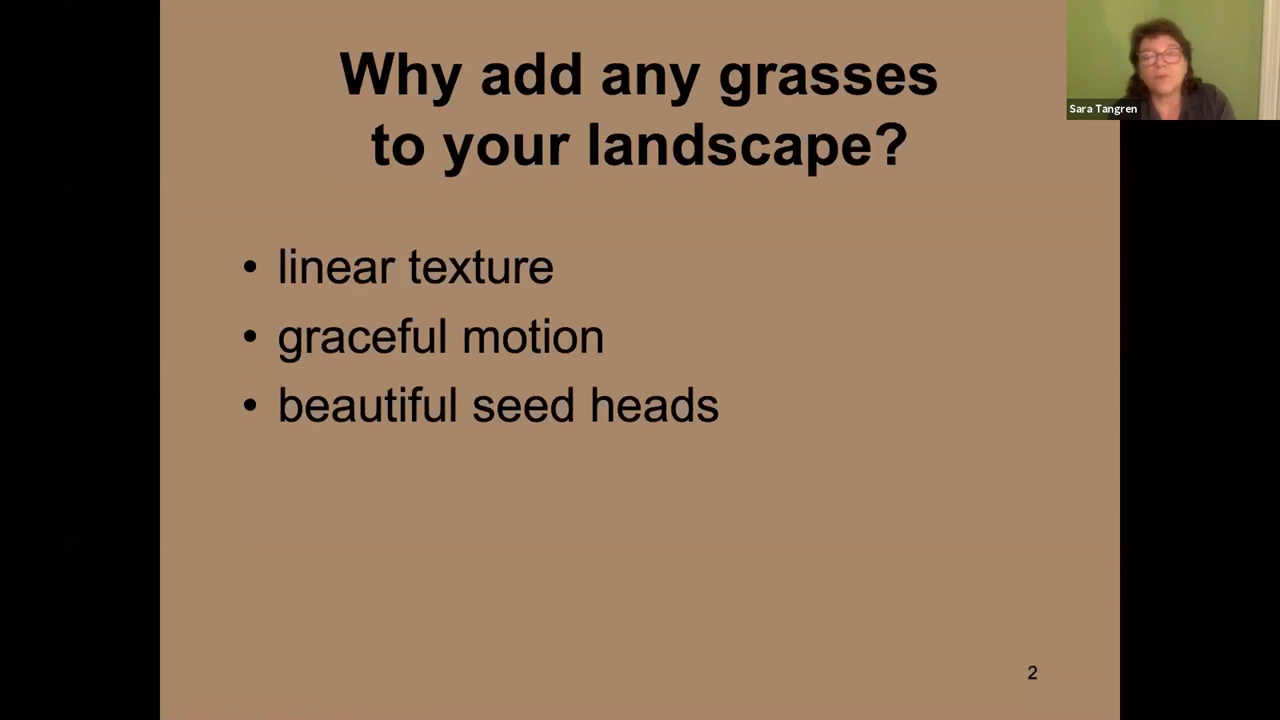 Why add any grasses
to your landscape?
• linear texture
• graceful motion
• beautiful seed heads
2
Sara Tangren